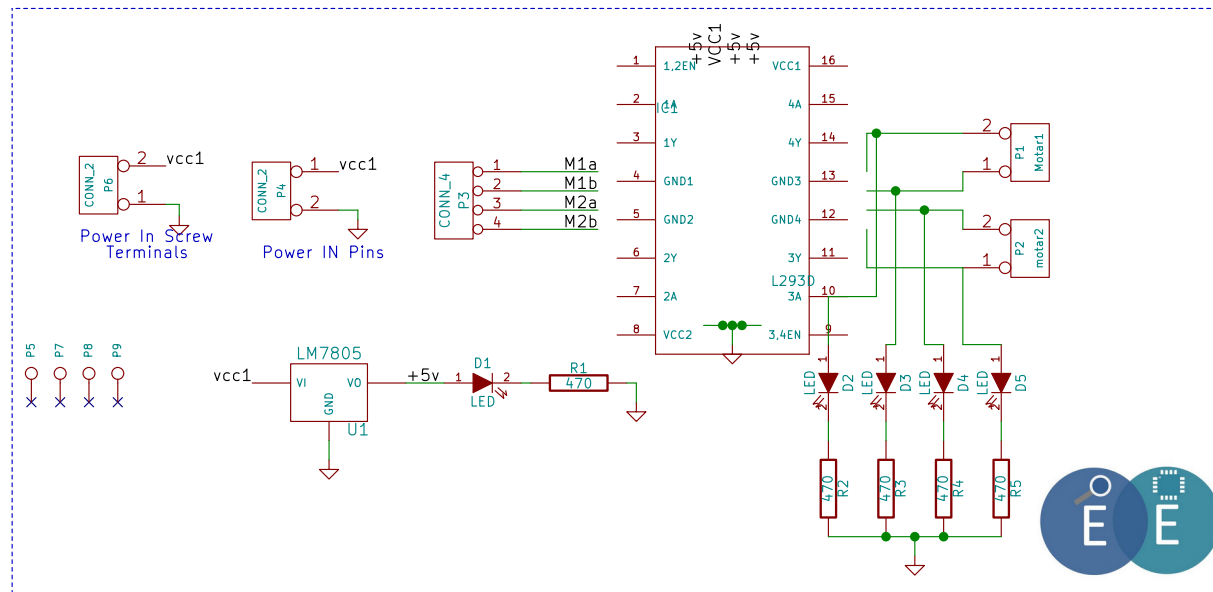 +5v
VCC1
+5v
+5v
1 1,2EN VCC1 16
2 1A 4A 15
IC1
3 1Y 4Y 14
4 GND1 GND3 13
5 GND2 GND4 12
6 2Y 3Y 11
L293D
7 2A 3A 10
8 VCC2 3,4EN 9
CONN_2
P6
2 vcc1
1
Power In Screw
Terminals
CONN_2
P4
1 vcc1
2
Power IN Pins
CONN_4
P3
1 M1a
2 M1b
3 M2a
4 M2b
2
1
P1
Motar1
2
1
P2
motar2
P5
P7
P8
P9
LM7805
vcc1 VI VO +5v
GND
U1
D1
1 2
LED
R1
470
1
LED D2
2
1
LED D3
2
1
LED D4
2
1
LED D5
2
470 R2
470 R3
470 R4
470 R5
E E